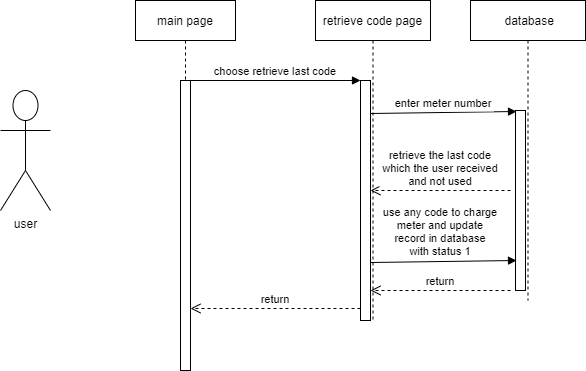 main page
retrieve code page
database
choose retrieve last code
enter meter number
retrieve the last code
which the user received
and not used
use any code to charge
meter and update
record in database
with status 1
user
return
return